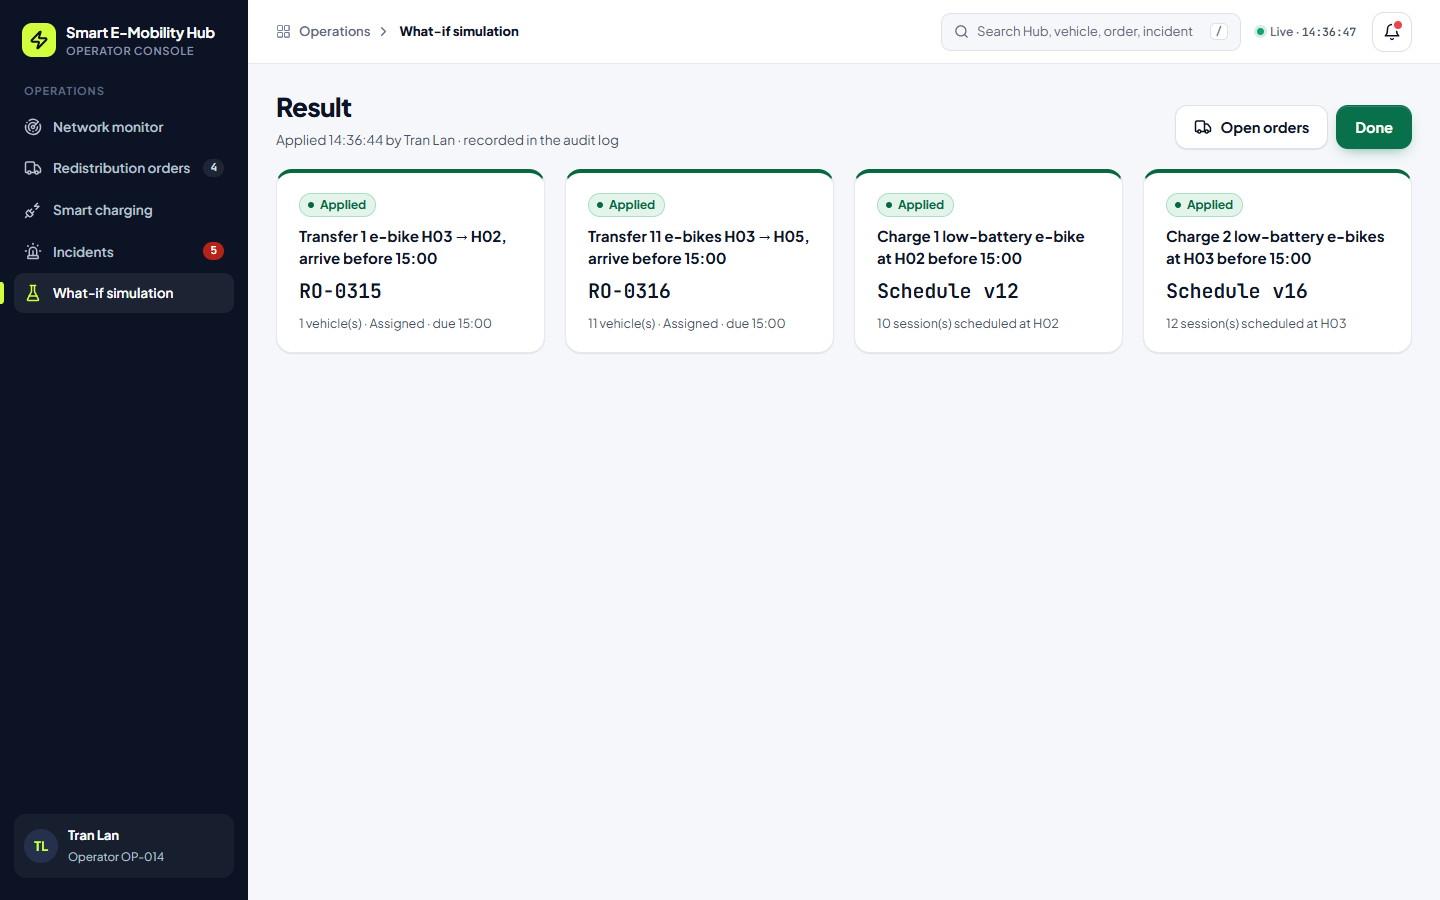 Smart E-Mobility Hub
OPERATOR CONSOLE
OPERATIONS
Network monitor
Redistribution orders 4
Smart charging
Incidents 5
What-if simulation
Tran Lan
TL
Operator OP-014
Operations > What-if simulation
Search Hub, vehicle, order, incident /
Live · 14:36:47
Result
Applied 14:36:44 by Tran Lan · recorded in the audit log
Open orders
Done
Applied
Transfer 1 e-bike H03 → H02,
arrive before 15:00
RO-0315
1 vehicle(s) · Assigned · due 15:00
Applied
Transfer 11 e-bikes H03 → H05,
arrive before 15:00
RO-0316
11 vehicle(s) · Assigned · due 15:00
Applied
Charge 1 low-battery e-bike
at H02 before 15:00
Schedule v12
10 session(s) scheduled at H02
Applied
Charge 2 low-battery e-bikes
at H03 before 15:00
Schedule v16
12 session(s) scheduled at H03